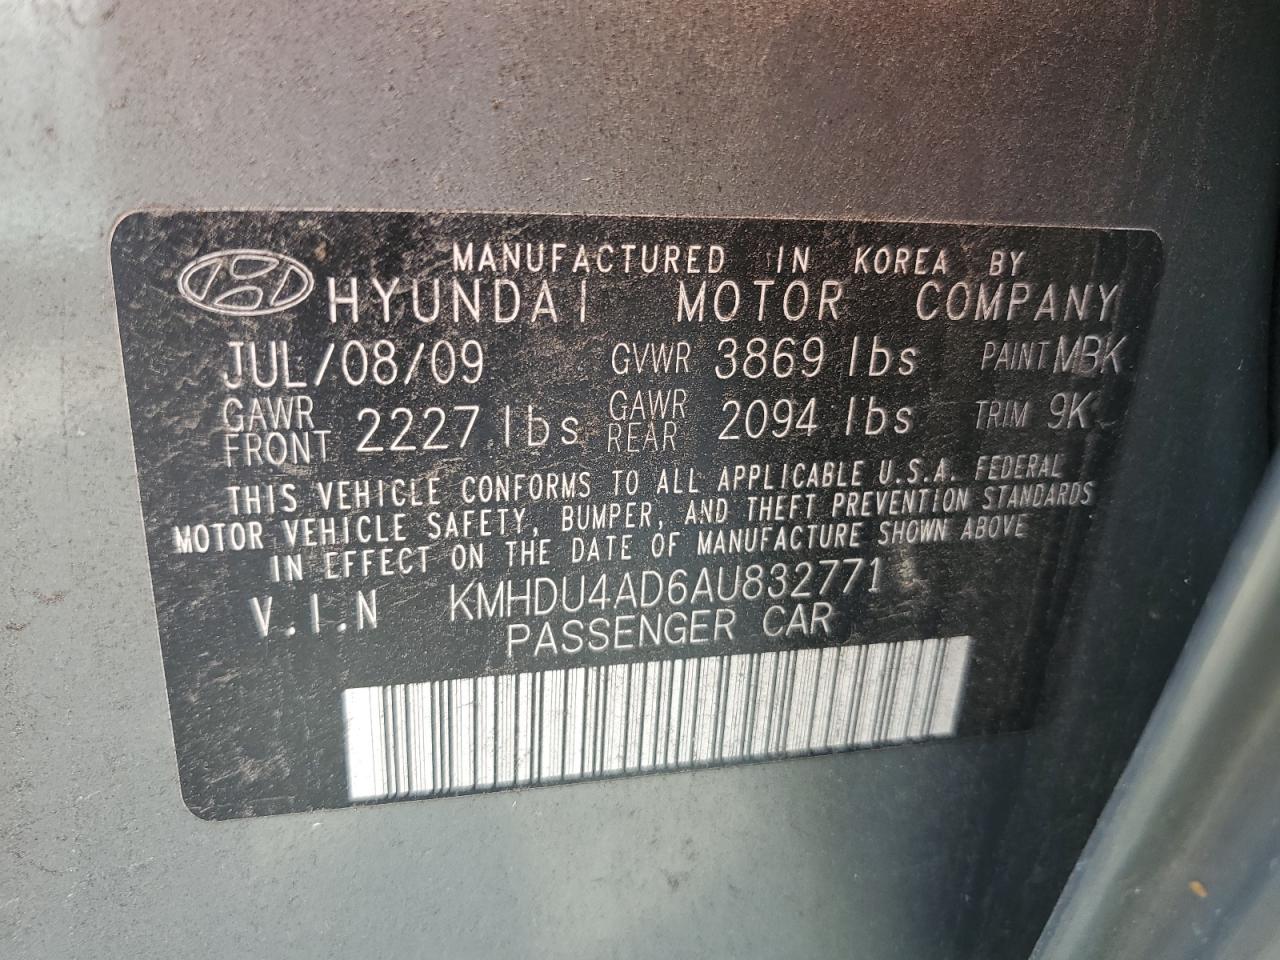 MANUFACTURED IN KOREA BY
HYUNDAI MOTOR COMPANY
JUL/08/09 GVWR 3869 lbs PAINT MBK
GAWR FRONT 2227 lbs GAWR REAR 2094 lbs TRIM 9K
THIS VEHICLE CONFORMS TO ALL APPLICABLE U.S.A. FEDERAL
MOTOR VEHICLE SAFETY, BUMPER, AND THEFT PREVENTION STANDARDS
IN EFFECT ON THE DATE OF MANUFACTURE SHOWN ABOVE
V.I.N KMHDU4AD6AU832771
PASSENGER CAR